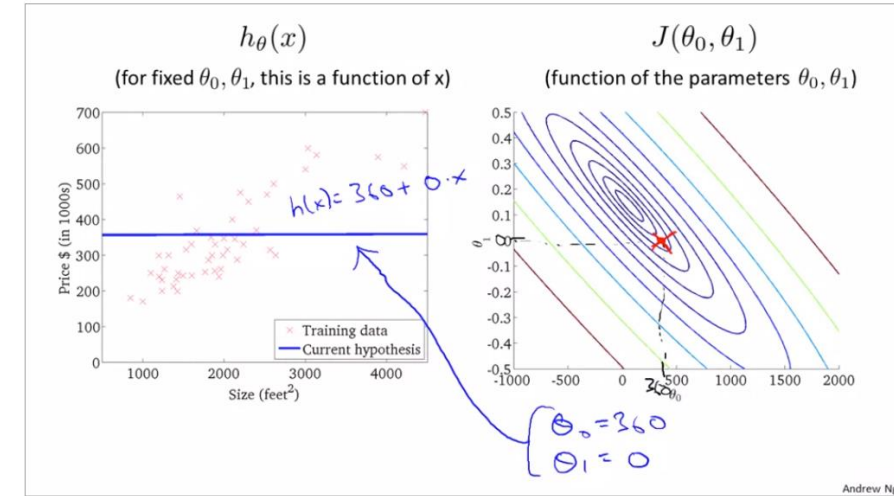 hθ(x)
(for fixed θ₀, θ₁, this is a function of x)
700
600
500
400
300
200
100
0
Price $ (in 1000s)
1000 2000 3000 4000
Size (feet²)
h(x) = 360 + 0·x
Training data
Current hypothesis
J(θ₀, θ₁)
(function of the parameters θ₀, θ₁)
0.5
0.4
0.3
0.2
0.1
0
-0.1
-0.2
-0.3
-0.4
-0.5
θ₁
-1000 -500 0 500 1000 1500 2000
360
θ₀
θ₀ = 360
θ₁ = 0
Andrew Ng